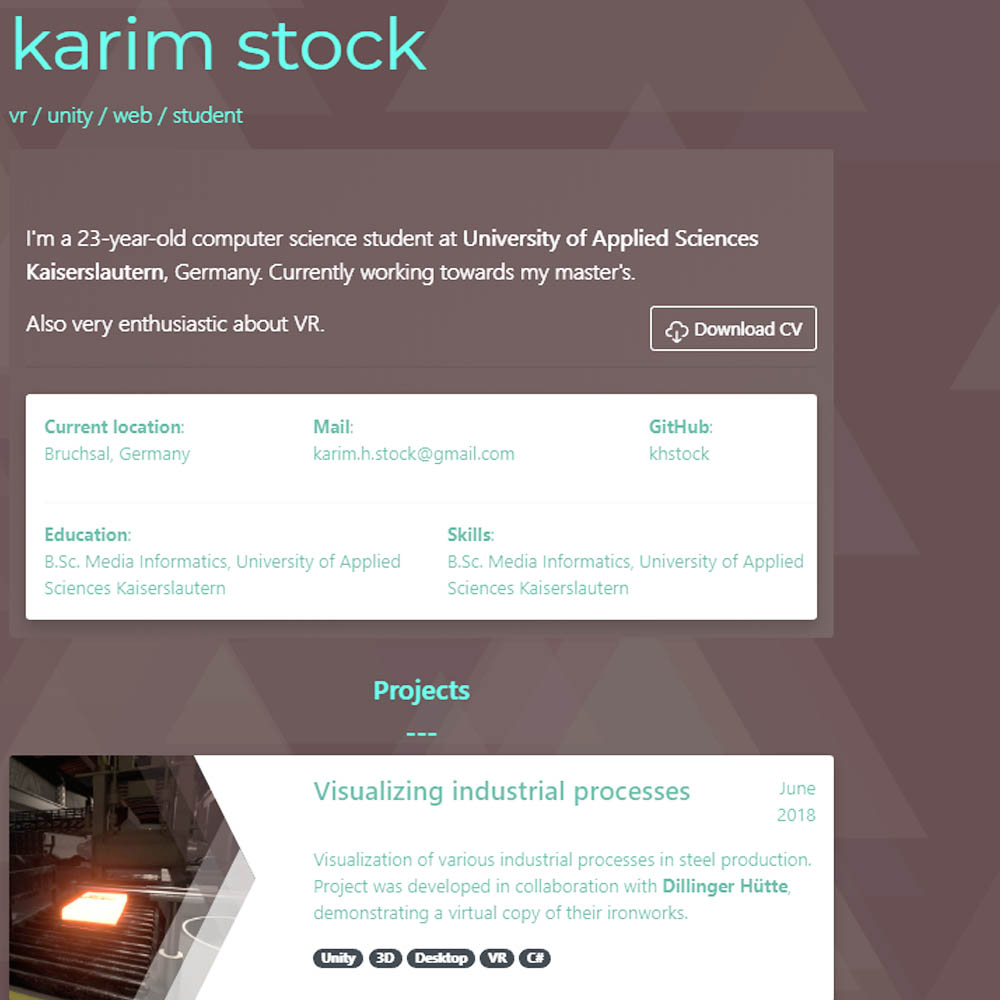 karim stock
vr / unity / web / student
I'm a 23-year-old computer science student at University of Applied Sciences
Kaiserslautern, Germany. Currently working towards my master's.
Also very enthusiastic about VR.
Download CV
Current location:
Bruchsal, Germany
Mail:
karim.h.stock@gmail.com
GitHub:
khstock
Education:
B.Sc. Media Informatics, University of Applied
Sciences Kaiserslautern
Skills:
B.Sc. Media Informatics, University of Applied
Sciences Kaiserslautern
Projects
---
Visualizing industrial processes
June
2018
Visualization of various industrial processes in steel production.
Project was developed in collaboration with Dillinger Hütte,
demonstrating a virtual copy of their ironworks.
Unity 3D Desktop VR C#